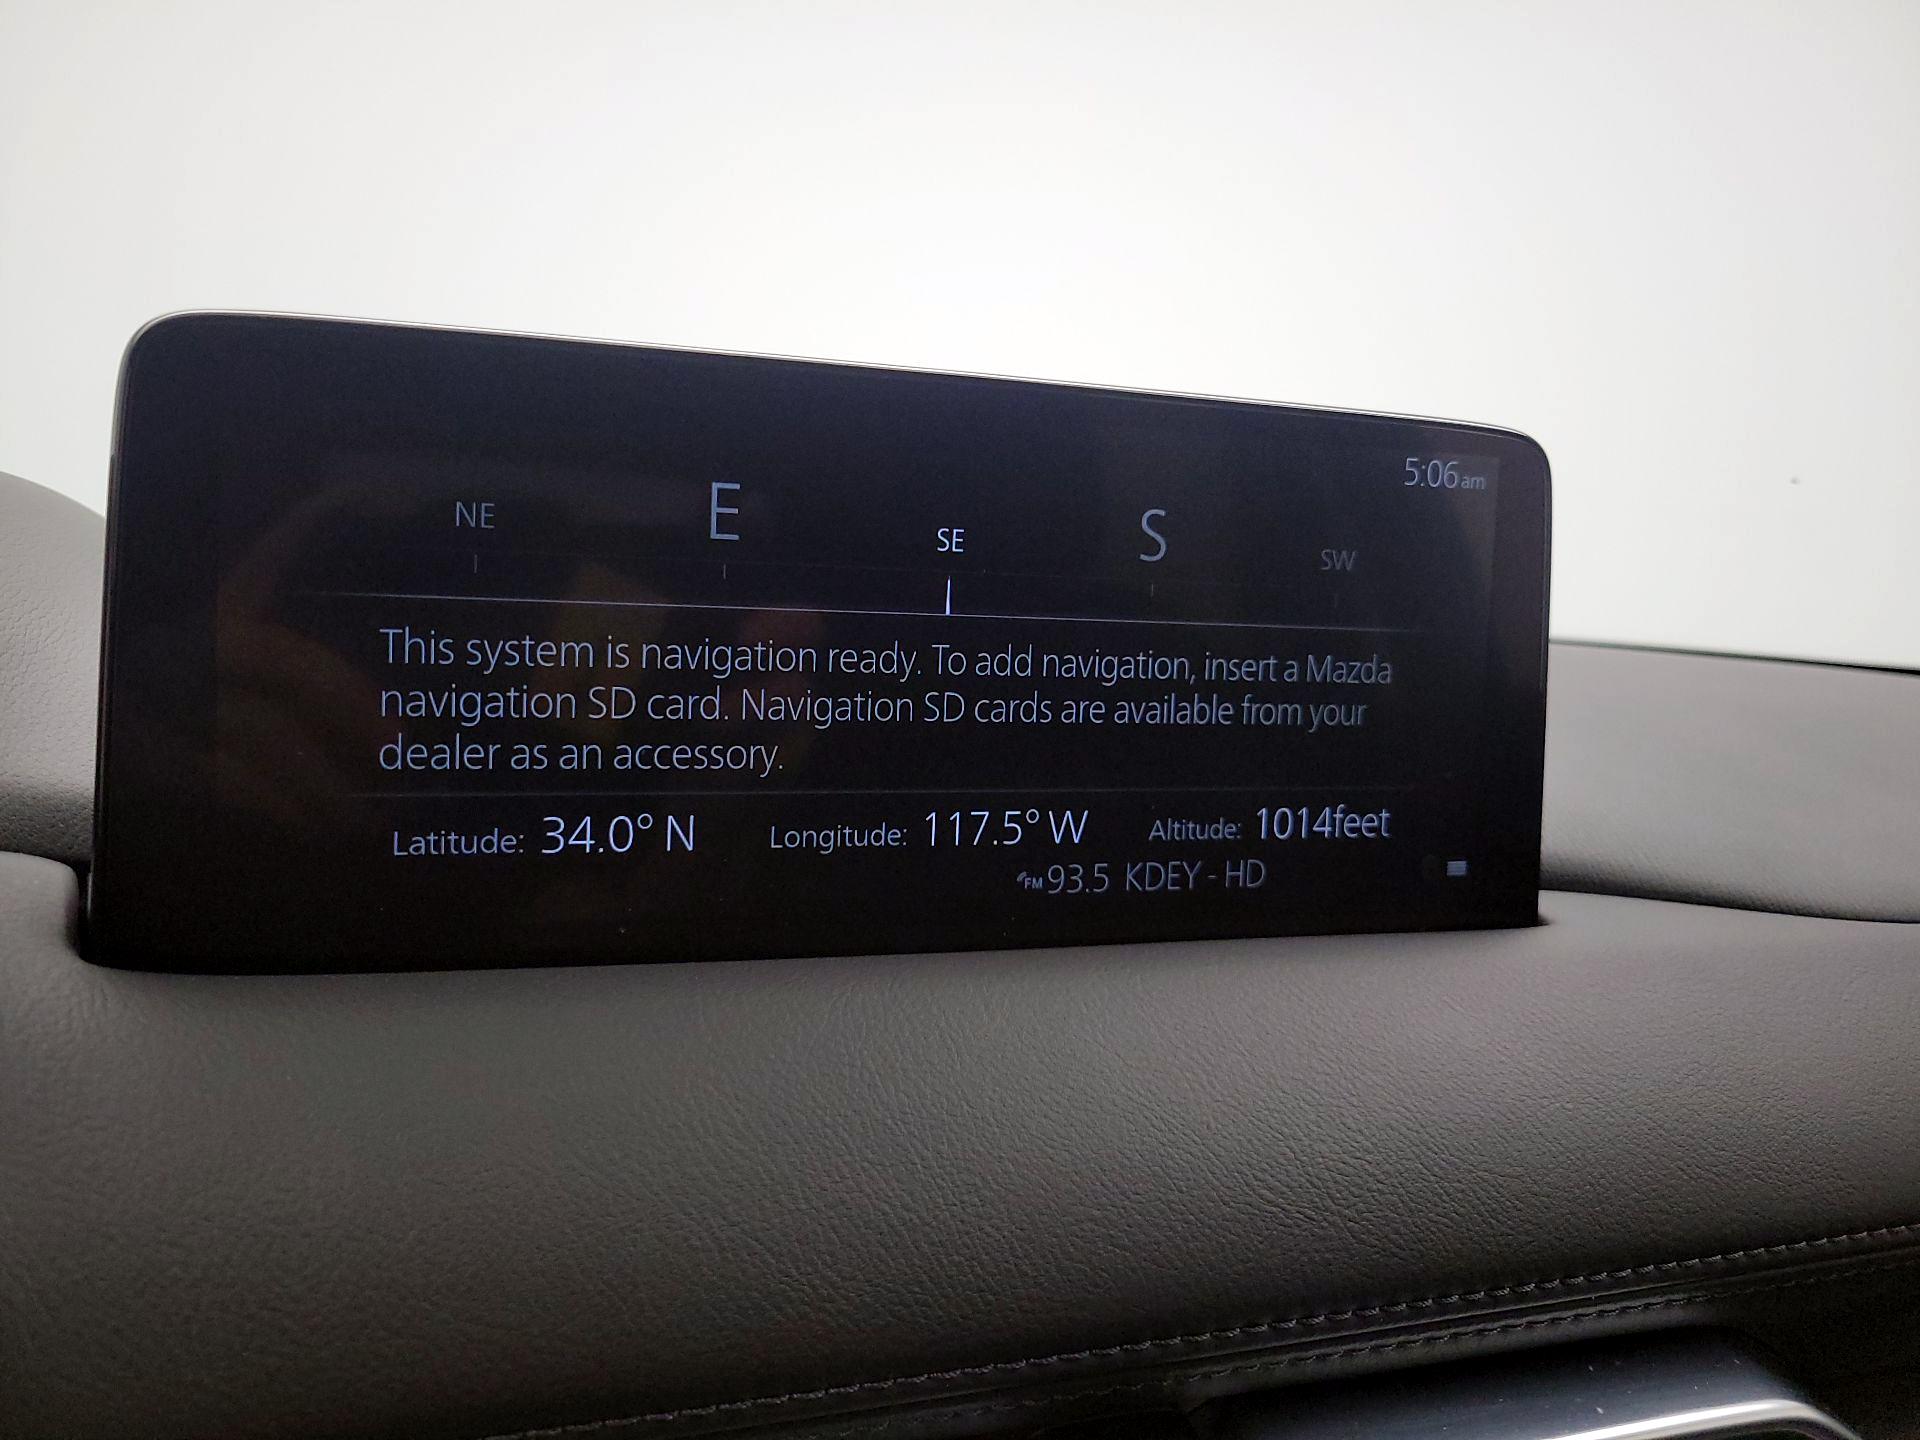 5:06am
NE E SE S SW
This system is navigation ready. To add navigation, insert a Mazda
navigation SD card. Navigation SD cards are available from your
dealer as an accessory.
Latitude: 34.0° N Longitude: 117.5° W Altitude: 1014feet
FM 93.5 KDEY - HD